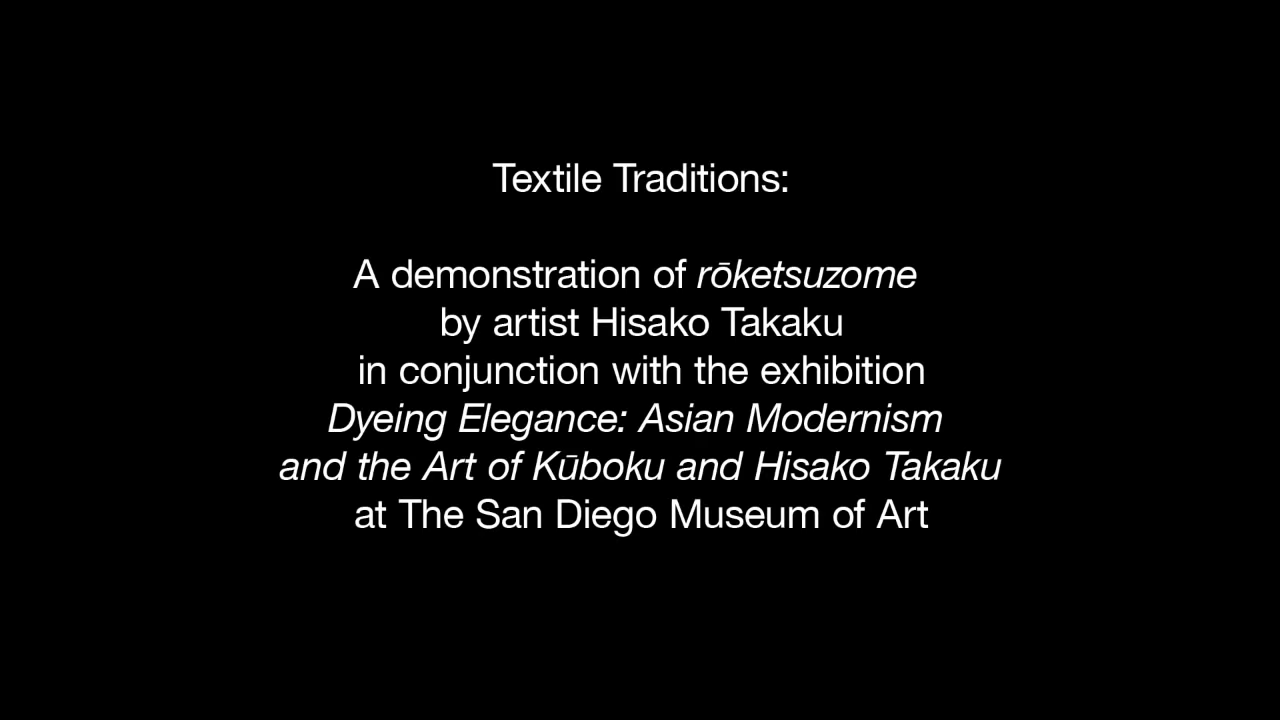 Textile Traditions:
A demonstration of rōketsuzome
by artist Hisako Takaku
in conjunction with the exhibition
Dyeing Elegance: Asian Modernism
and the Art of Kūboku and Hisako Takaku
at The San Diego Museum of Art